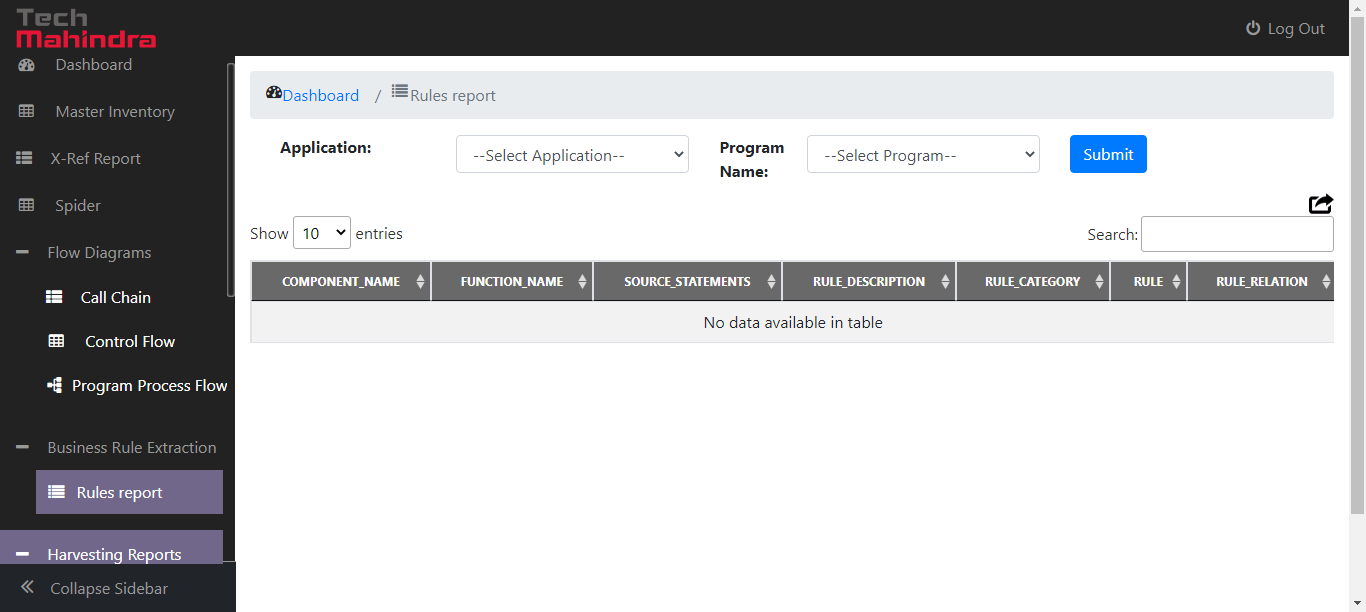 Tech
Mahindra
Log Out
Dashboard
Master Inventory
X-Ref Report
Spider
Flow Diagrams
Call Chain
Control Flow
Program Process Flow
Business Rule Extraction
Rules report
Harvesting Reports
Collapse Sidebar
Dashboard / Rules report
Application: --Select Application-- Program Name: --Select Program-- Submit
Show 10 entries
Search:
COMPONENT_NAME FUNCTION_NAME SOURCE_STATEMENTS RULE_DESCRIPTION RULE_CATEGORY RULE RULE_RELATION
No data available in table